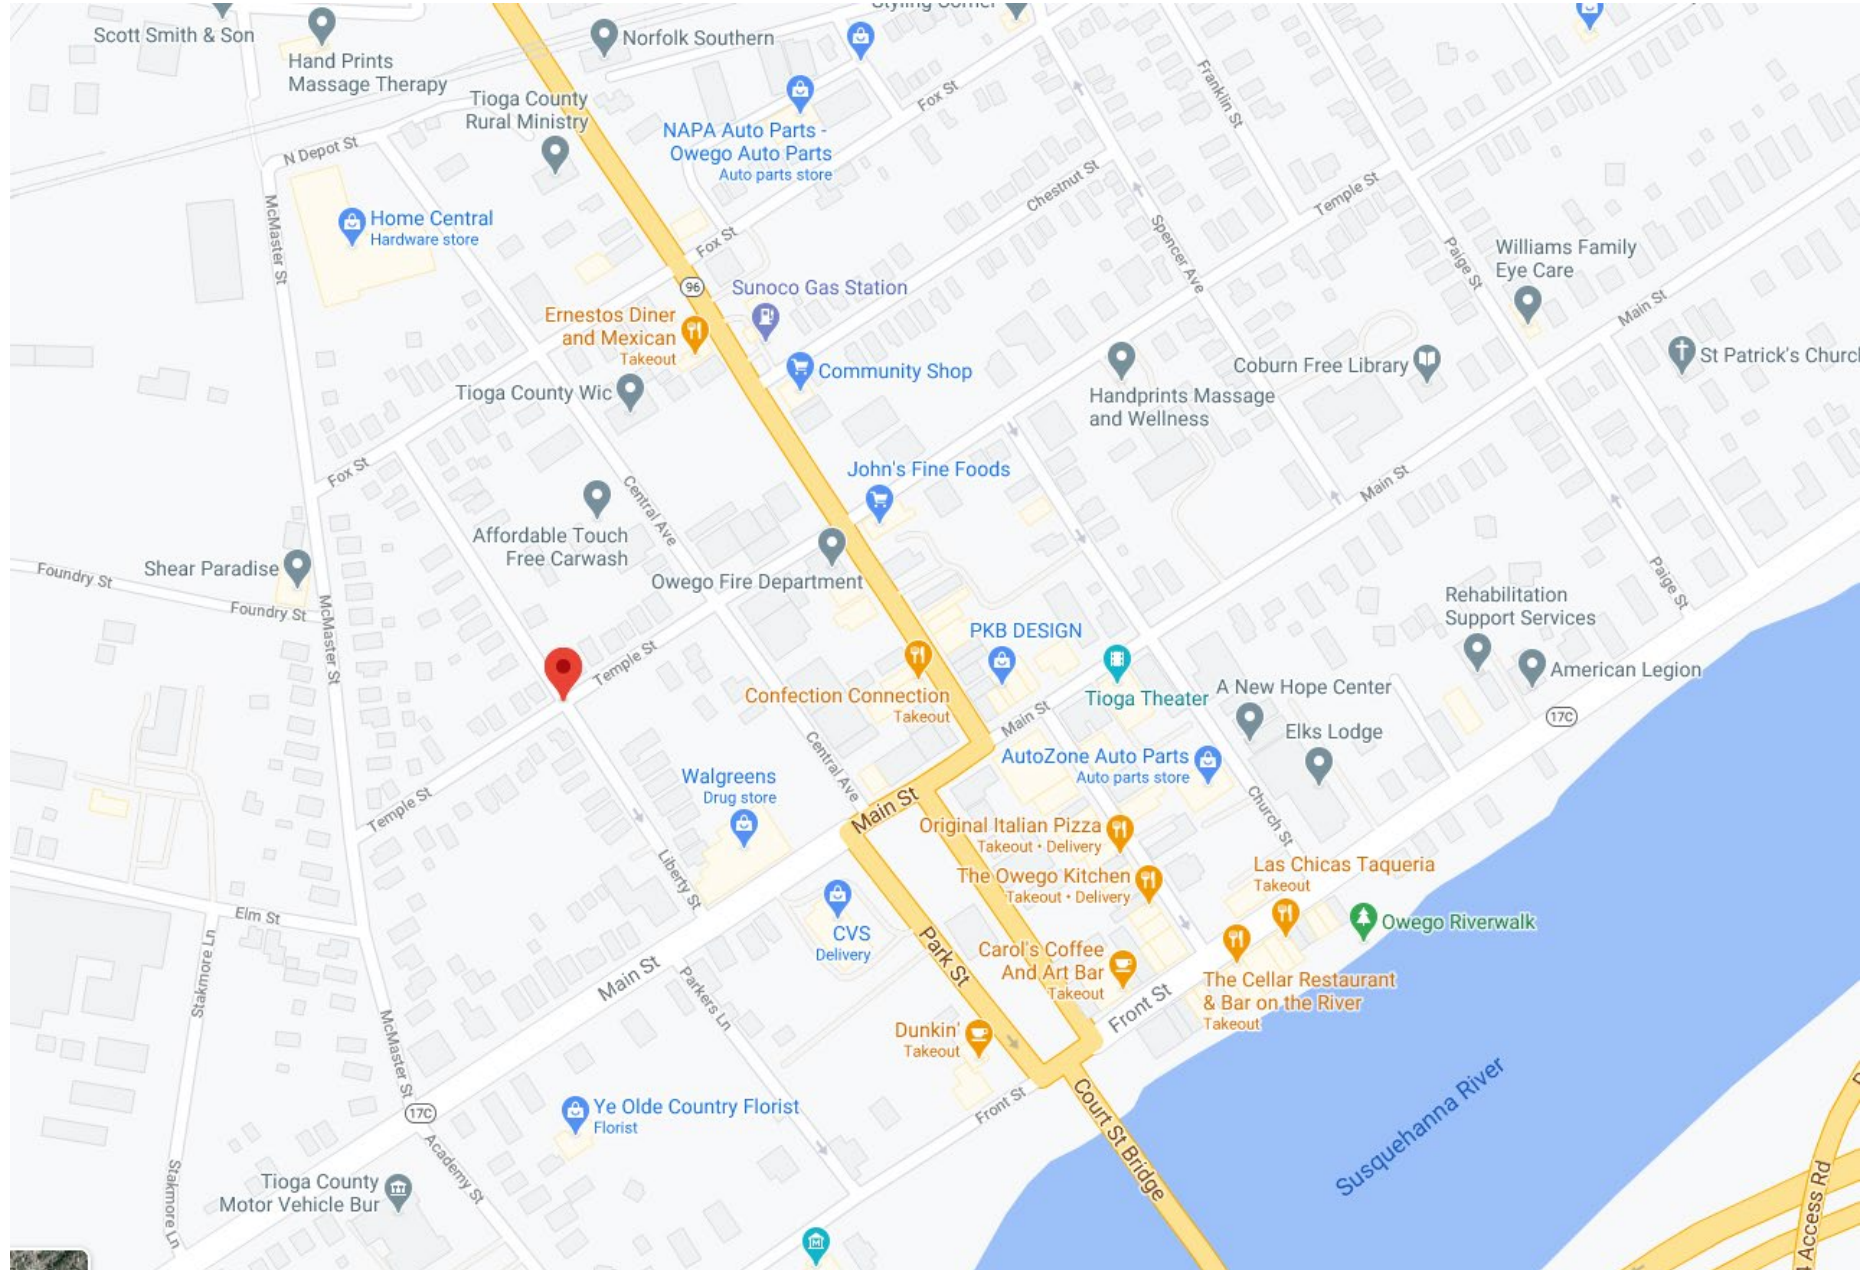 Styling Corner
Scott Smith & Son
Hand Prints
Massage Therapy
Norfolk Southern
Tioga County
Rural Ministry
NAPA Auto Parts -
Owego Auto Parts
Auto parts store
Fox St
Franklin St
N Depot St
Chestnut St
Temple St
McMaster St
Home Central
Hardware store
Fox St
Spencer Ave
Paige St
Williams Family
Eye Care
Main St
96
Sunoco Gas Station
Ernestos Diner
and Mexican
Takeout
Community Shop
Tioga County Wic
Handprints Massage
and Wellness
Coburn Free Library
St Patrick's Church
Fox St
Central Ave
John's Fine Foods
Main St
Affordable Touch
Free Carwash
Owego Fire Department
Shear Paradise
Foundry St
Foundry St
McMaster St
Paige St
Rehabilitation
Support Services
American Legion
Temple St
PKB DESIGN
Confection Connection
Takeout
Tioga Theater
A New Hope Center
Elks Lodge
17C
Main St
Central Ave
AutoZone Auto Parts
Auto parts store
Walgreens
Drug store
Temple St
Main St
Church St
Original Italian Pizza
Takeout • Delivery
The Owego Kitchen
Takeout • Delivery
Las Chicas Taqueria
Takeout
Liberty St
Elm St
CVS
Delivery
Owego Riverwalk
Park St
Carol's Coffee
And Art Bar
Takeout
The Cellar Restaurant
& Bar on the River
Takeout
Stakmore Ln
Main St
Parkers Ln
Front St
Dunkin'
Takeout
McMaster St
Front St
Court St Bridge
Susquehanna River
17C
Ye Olde Country Florist
Florist
Academy St
Tioga County
Motor Vehicle Bur
Stakmore Ln
Access Rd